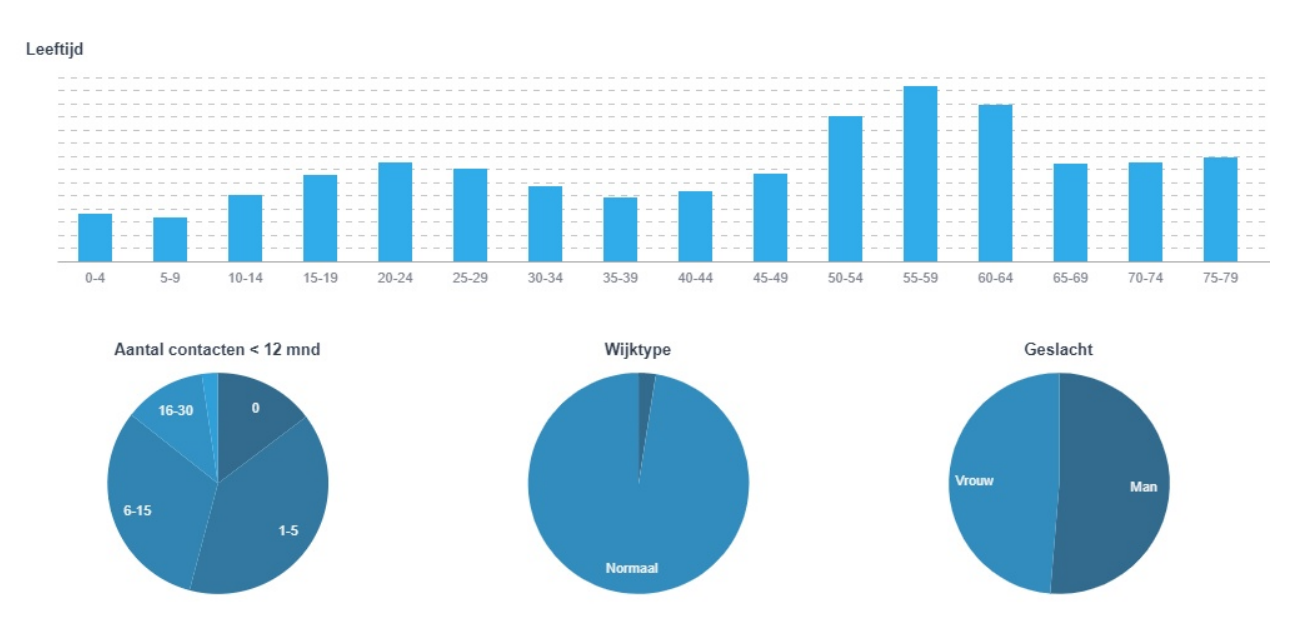 Leeftijd
0-4 5-9 10-14 15-19 20-24 25-29 30-34 35-39 40-44 45-49 50-54 55-59 60-64 65-69 70-74 75-79
Aantal contacten < 12 mnd Wijktype Geslacht
16-30 0
Vrouw Man
6-15
1-5
Normaal